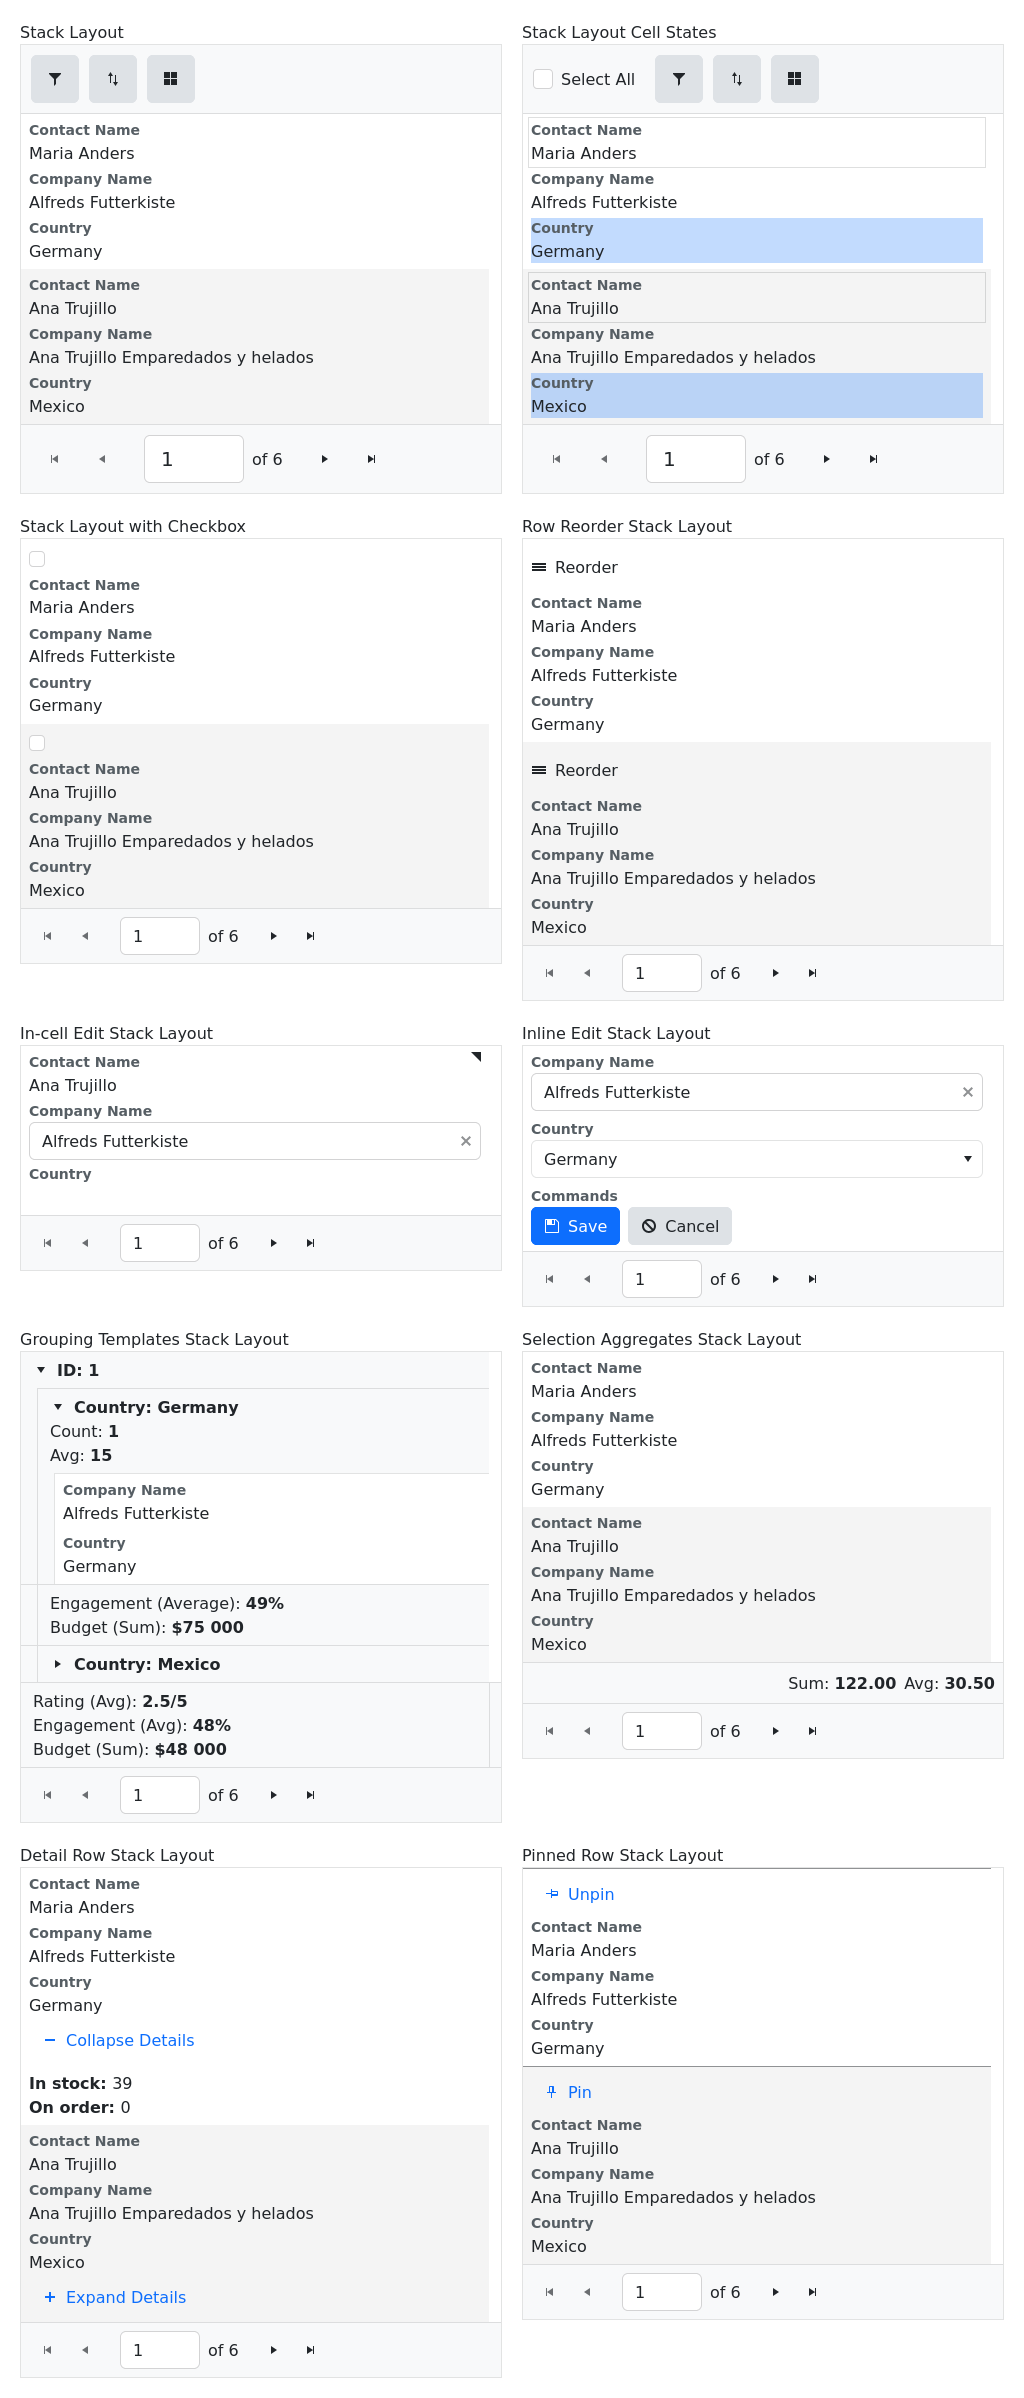 Stack Layout
Contact Name
Maria Anders
Company Name
Alfreds Futterkiste
Country
Germany
Contact Name
Ana Trujillo
Company Name
Ana Trujillo Emparedados y helados
Country
Mexico
1 of 6
Stack Layout Cell States
Select All
Contact Name
Maria Anders
Company Name
Alfreds Futterkiste
Country
Germany
Contact Name
Ana Trujillo
Company Name
Ana Trujillo Emparedados y helados
Country
Mexico
1 of 6
Stack Layout with Checkbox
Contact Name
Maria Anders
Company Name
Alfreds Futterkiste
Country
Germany
Contact Name
Ana Trujillo
Company Name
Ana Trujillo Emparedados y helados
Country
Mexico
1 of 6
Row Reorder Stack Layout
Reorder
Contact Name
Maria Anders
Company Name
Alfreds Futterkiste
Country
Germany
Reorder
Contact Name
Ana Trujillo
Company Name
Ana Trujillo Emparedados y helados
Country
Mexico
1 of 6
In-cell Edit Stack Layout
Contact Name
Ana Trujillo
Company Name
Alfreds Futterkiste
Country
1 of 6
Inline Edit Stack Layout
Company Name
Alfreds Futterkiste
Country
Germany
Commands
Save Cancel
1 of 6
Grouping Templates Stack Layout
ID: 1
Country: Germany
Count: 1
Avg: 15
Company Name
Alfreds Futterkiste
Country
Germany
Engagement (Average): 49%
Budget (Sum): $75 000
Country: Mexico
Rating (Avg): 2.5/5
Engagement (Avg): 48%
Budget (Sum): $48 000
1 of 6
Selection Aggregates Stack Layout
Contact Name
Maria Anders
Company Name
Alfreds Futterkiste
Country
Germany
Contact Name
Ana Trujillo
Company Name
Ana Trujillo Emparedados y helados
Country
Mexico
Sum: 122.00 Avg: 30.50
1 of 6
Detail Row Stack Layout
Contact Name
Maria Anders
Company Name
Alfreds Futterkiste
Country
Germany
Collapse Details
In stock: 39
On order: 0
Contact Name
Ana Trujillo
Company Name
Ana Trujillo Emparedados y helados
Country
Mexico
Expand Details
1 of 6
Pinned Row Stack Layout
Unpin
Contact Name
Maria Anders
Company Name
Alfreds Futterkiste
Country
Germany
Pin
Contact Name
Ana Trujillo
Company Name
Ana Trujillo Emparedados y helados
Country
Mexico
1 of 6